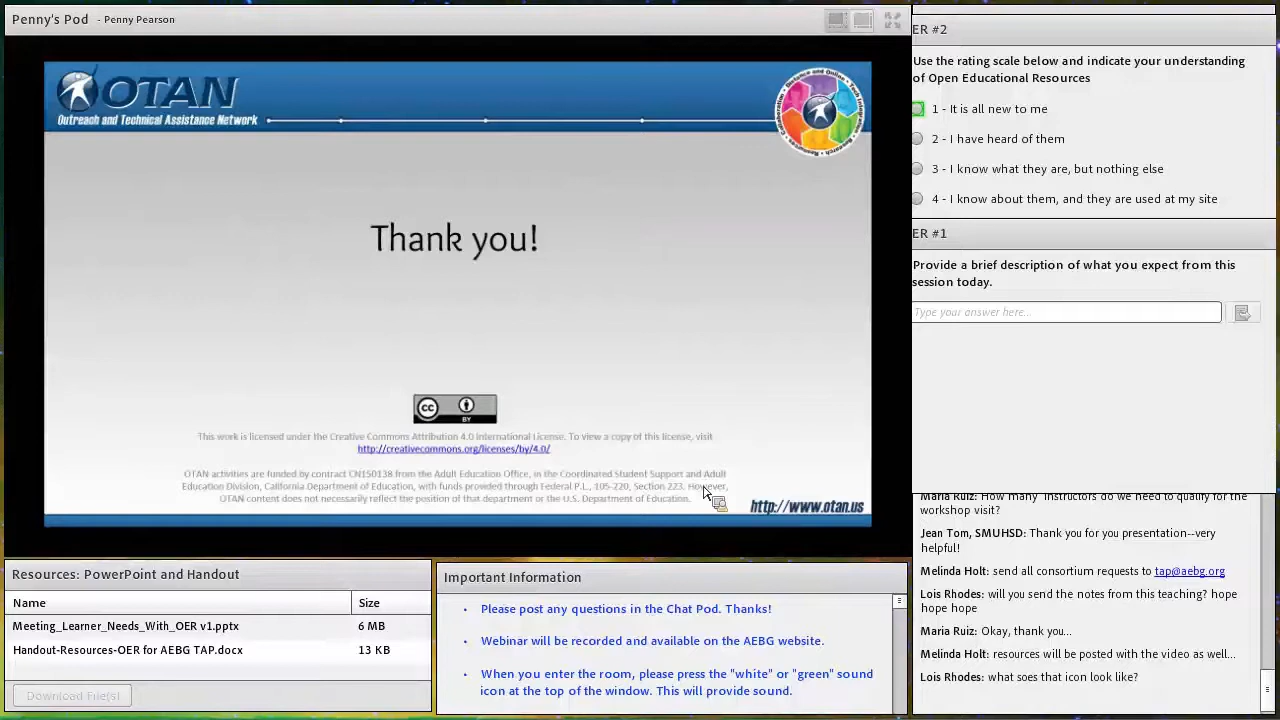 Penny's Pod - Penny Pearson
OTAN
Outreach and Technical Assistance Network
Thank you!
cc
BY
This work is licensed under the Creative Commons Attribution 4.0 International License. To view a copy of this license, visit
http://creativecommons.org/licenses/by/4.0/
OTAN activities are funded by contract CN150138 from the Adult Education Office, in the Coordinated Student Support and Adult
Education Division, California Department of Education, with funds provided through Federal P.L., 105-220, Section 223. However,
OTAN content does not necessarily reflect the position of that department or the U.S. Department of Education.
http://www.otan.us
ER #2
Use the rating scale below and indicate your understanding
of Open Educational Resources
1 - It is all new to me
2 - I have heard of them
3 - I know what they are, but nothing else
4 - I know about them, and they are used at my site
ER #1
Provide a brief description of what you expect from this
session today.
Type your answer here...
Maria Ruiz: How many instructors do we need to qualify for the
workshop visit?
Jean Tom, SMUHSD: Thank you for you presentation--very
helpful!
Melinda Holt: send all consortium requests to tap@aebg.org
Lois Rhodes: will you send the notes from this teaching? hope
hope hope
Maria Ruiz: Okay, thank you...
Melinda Holt: resources will be posted with the video as well...
Lois Rhodes: what soes that icon look like?
Resources: PowerPoint and Handout
Name Size
Meeting_Learner_Needs_With_OER v1.pptx 6 MB
Handout-Resources-OER for AEBG TAP.docx 13 KB
Download File(s)
Important Information
• Please post any questions in the Chat Pod. Thanks!
• Webinar will be recorded and available on the AEBG website.
• When you enter the room, please press the "white" or "green" sound
icon at the top of the window. This will provide sound.